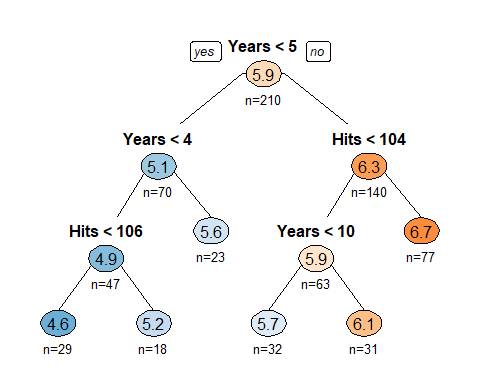 yes Years < 5 no
5.9
n=210
Years < 4 Hits < 104
5.1 6.3
n=70 n=140
Hits < 106 5.6 Years < 10 6.7
4.9 n=23 5.9 n=77
n=47 n=63
4.6 5.2 5.7 6.1
n=29 n=18 n=32 n=31